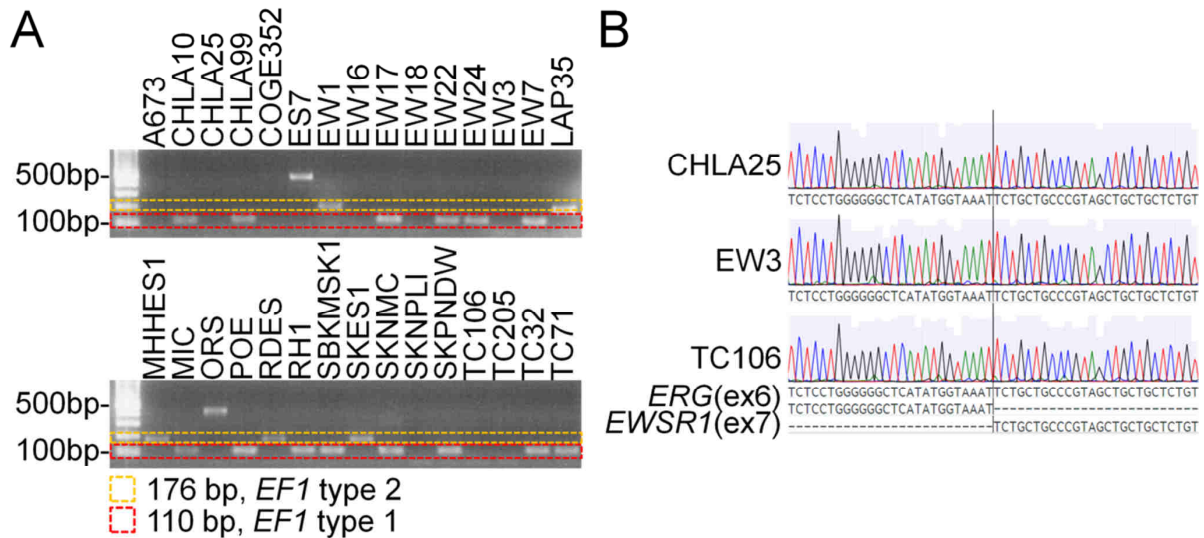 A
A673
CHLA10
CHLA25
CHLA99
COGE352
ES7
EW1
EW16
EW17
EW18
EW22
EW24
EW3
EW7
LAP35
500bp-
100bp-
MHHES1
MIC
ORS
POE
RDES
RH1
SBKMSK1
SKES1
SKNMC
SKNPLI
SKPNDW
TC106
TC205
TC32
TC71
500bp-
100bp-
176 bp, EF1 type 2
110 bp, EF1 type 1
B
CHLA25
TCTCCTGGGGGGCTCATATGGTAAATTCTGCTGCCCGTAGCTGCTGCTCTGT
EW3
TCTCCTGGGGGGCTCATATGGTAAATTCTGCTGCCCGTAGCTGCTGCTCTGT
TC106
TCTCCTGGGGGGCTCATATGGTAAATTCTGCTGCCCGTAGCTGCTGCTCTGT
ERG(ex6) TCTCCTGGGGGGCTCATATGGTAAAT--------------------------
EWSR1(ex7) --------------------------TCTGCTGCCCGTAGCTGCTGCTCTGT